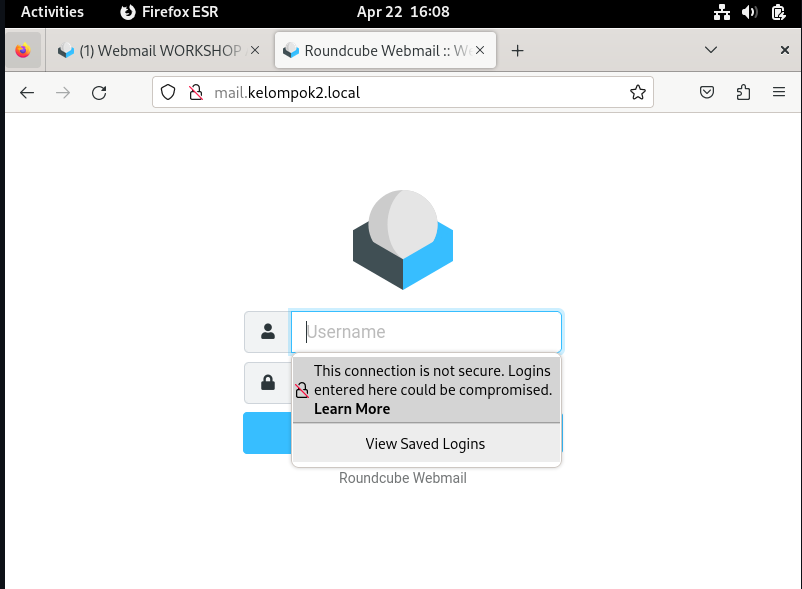 Activities Firefox ESR Apr 22 16:08
(1) Webmail WORKSHOP Roundcube Webmail :: We
mail.kelompok2.local
Username
This connection is not secure. Logins
entered here could be compromised.
Learn More
View Saved Logins
Roundcube Webmail